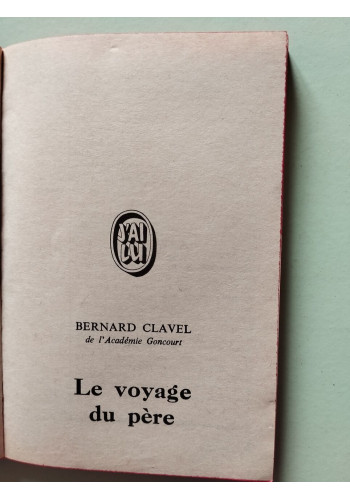 J'AI
LU
BERNARD CLAVEL
de l'Académie Goncourt
Le voyage
du père